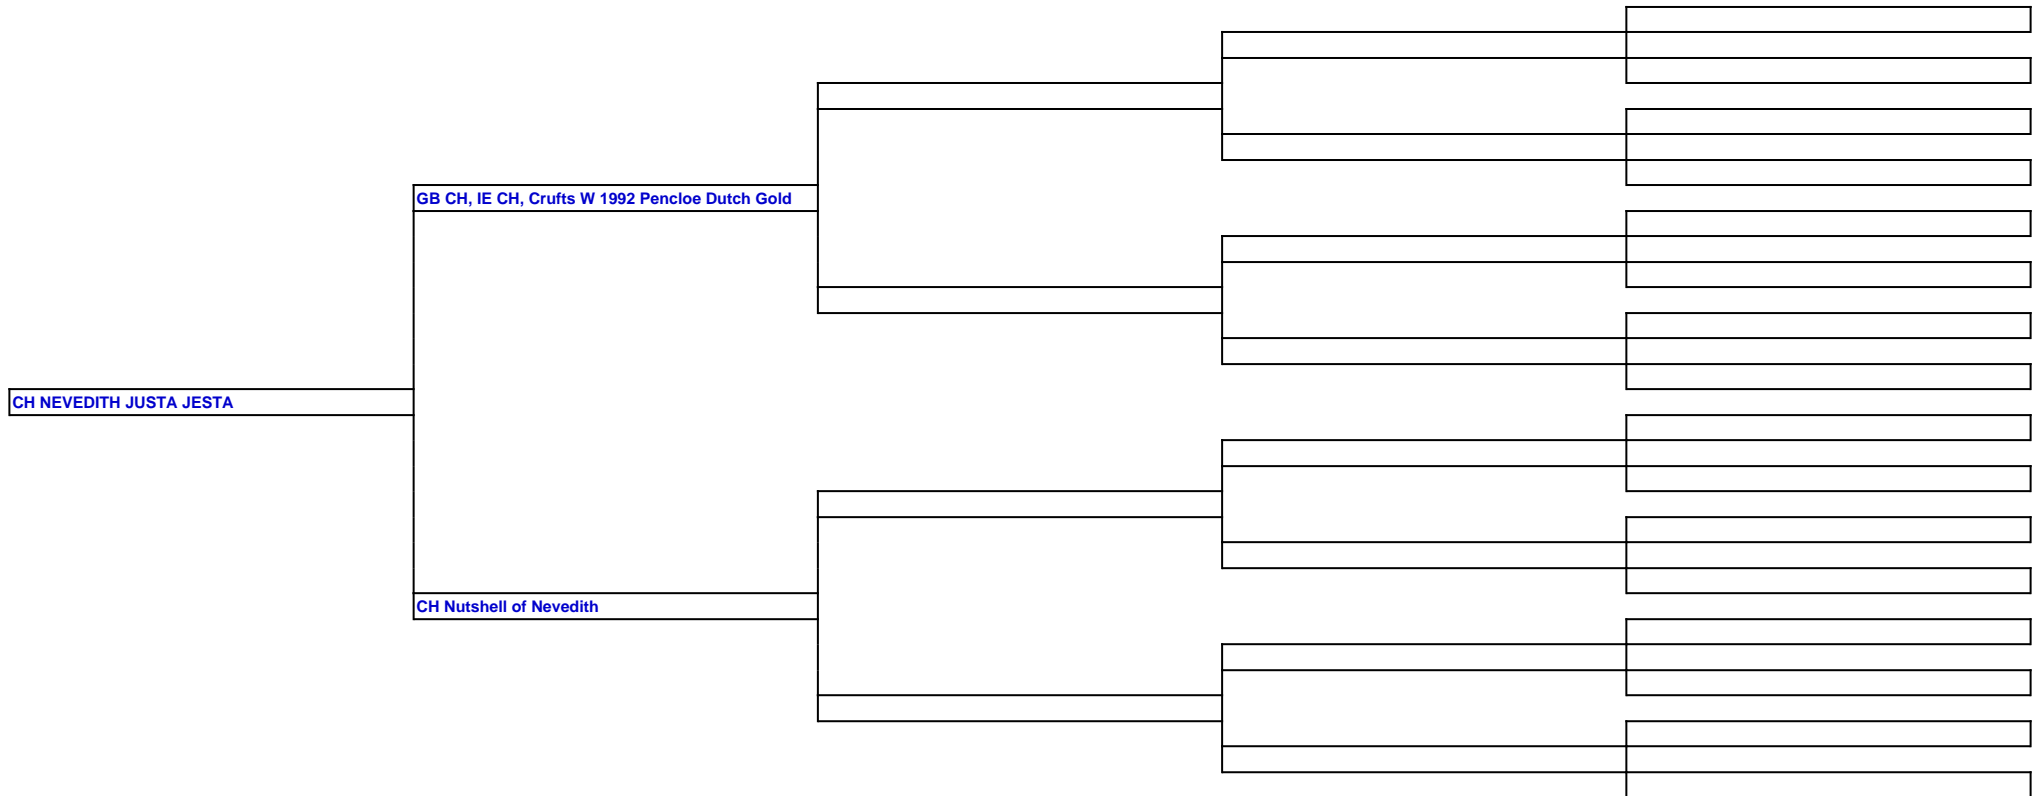 GB CH, IE CH, Crufts W 1992 Pencloe Dutch Gold
CH NEVEDITH JUSTA JESTA
CH Nutshell of Nevedith